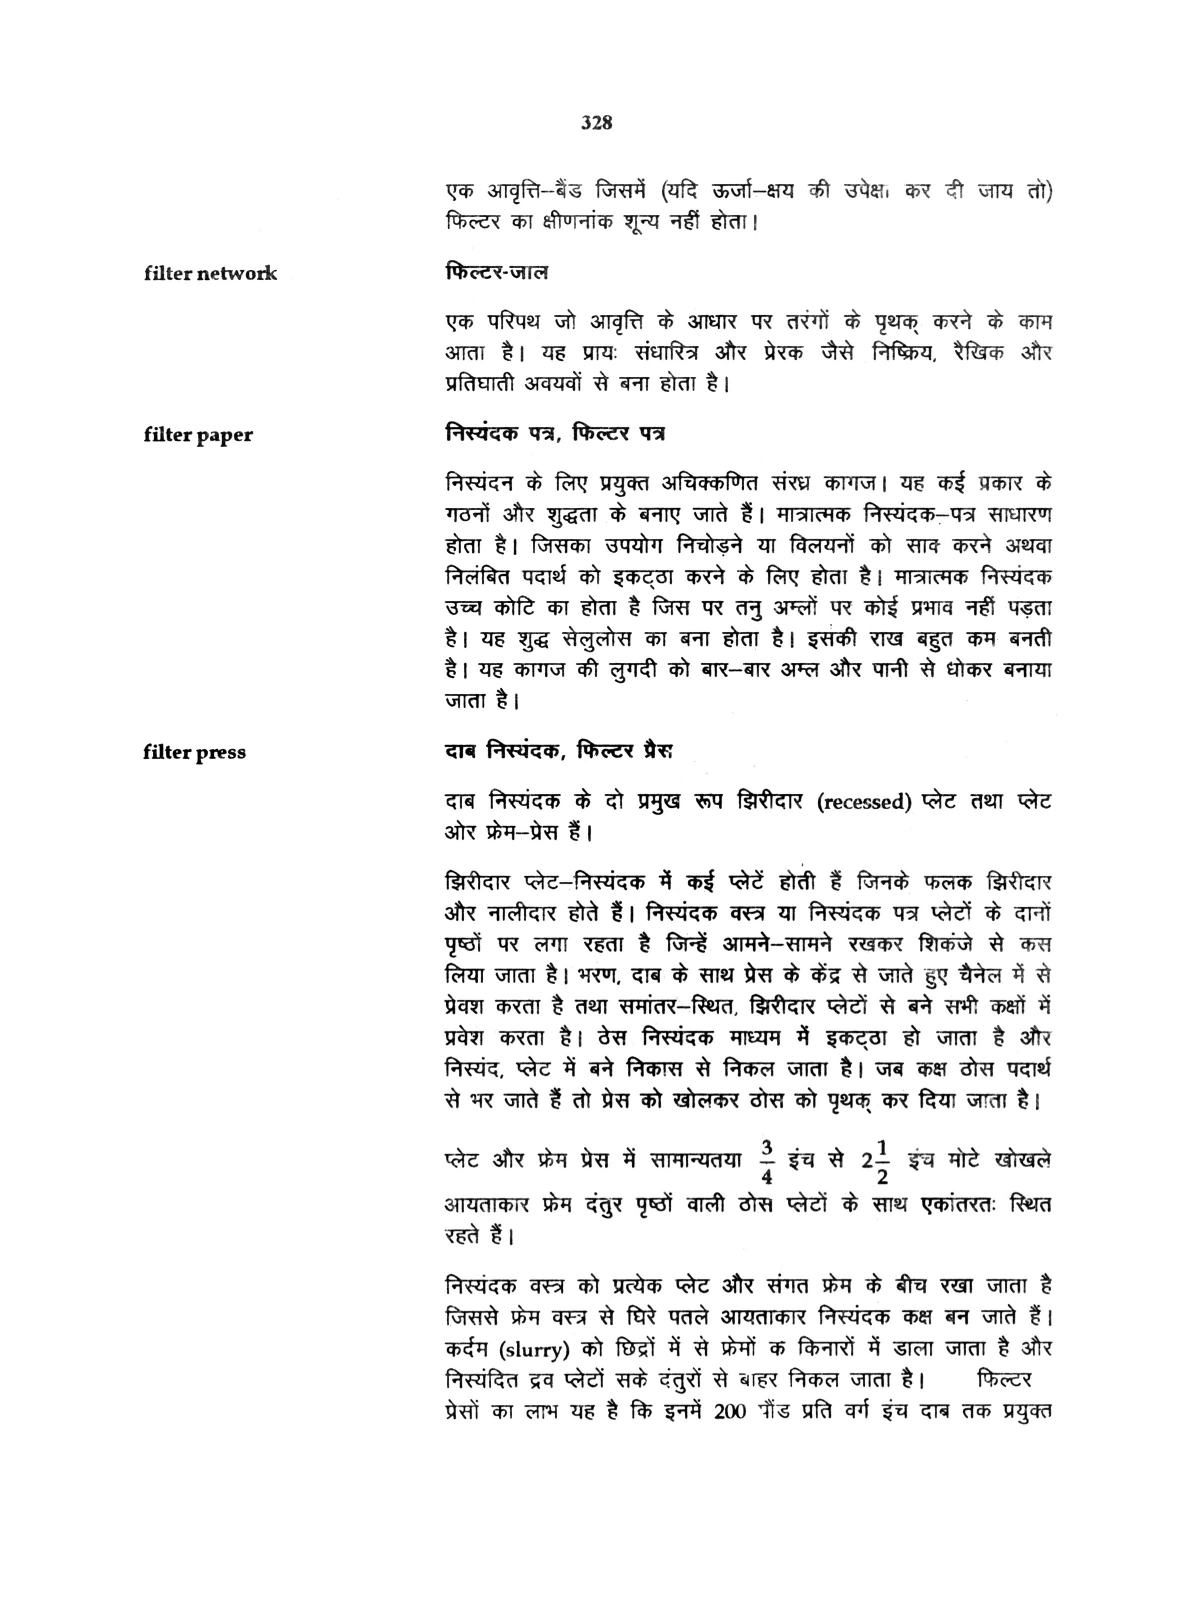 328
एक आवृत्ति–बैंड जिसमें (यदि ऊर्जा–क्षय की उपेक्षा कर दी जाय तो)
फिल्टर का क्षीणनांक शून्य नहीं होता।
filter network फिल्टर-जाल
एक परिपथ जो आवृत्ति के आधार पर तरंगों के पृथक् करने के काम
आता है। यह प्रायः संधारित्र और प्रेरक जैसे निष्क्रिय, रैखिक और
प्रतिघाती अवयवों से बना होता है।
filter paper निस्यंदक पत्र, फिल्टर पत्र
निस्यंदन के लिए प्रयुक्त अचिक्कणित संरध्र कागज। यह कई प्रकार के
गठनों और शुद्धता के बनाए जाते हैं। मात्रात्मक निस्यंदक–पत्र साधारण
होता है। जिसका उपयोग निचोड़ने या विलयनों को साव करने अथवा
निलंबित पदार्थ को इकट्ठा करने के लिए होता है। मात्रात्मक निस्यंदक
उच्च कोटि का होता है जिस पर तनु अम्लों पर कोई प्रभाव नहीं पड़ता
है। यह शुद्ध सेलुलोस का बना होता है। इसकी राख बहुत कम बनती
है। यह कागज की लुगदी को बार–बार अम्ल और पानी से धोकर बनाया
जाता है।
filter press दाब निस्यंदक, फिल्टर प्रैस
दाब निस्यंदक के दो प्रमुख रूप झिरीदार (recessed) प्लेट तथा प्लेट
ओर फ्रेम–प्रेस हैं।
झिरीदार प्लेट–निस्यंदक में कई प्लेटें होती हैं जिनके फलक झिरीदार
और नालीदार होते हैं। निस्यंदक वस्त्र या निस्यंदक पत्र प्लेटों के दानों
पृष्ठों पर लगा रहता है जिन्हें आमने–सामने रखकर शिकंजे से कस
लिया जाता है। भरण, दाब के साथ प्रेस के केंद्र से जाते हुए चैनेल में से
प्रेवश करता है तथा समांतर–स्थित, झिरीदार प्लेटों से बने सभी कक्षों में
प्रवेश करता है। ठेस निस्यंदक माध्यम में इकट्ठा हो जाता है और
निस्यंद, प्लेट में बने निकास से निकल जाता है। जब कक्ष ठोस पदार्थ
से भर जाते हैं तो प्रेस को खोलकर ठोस को पृथक् कर दिया जाता है।
प्लेट और फ्रेम प्रेस में सामान्यतया 3/4 इंच से 2 1/2 इंच मोटे खोखले
आयताकार फ्रेम दंतुर पृष्ठों वाली ठोस प्लेटों के साथ एकांतरतः स्थित
रहते हैं।
निस्यंदक वस्त्र को प्रत्येक प्लेट और संगत फ्रेम के बीच रखा जाता है
जिससे फ्रेम वस्त्र से घिरे पतले आयताकार निस्यंदक कक्ष बन जाते हैं।
कर्दम (slurry) को छिद्रों में से फ्रेमों क किनारों में डाला जाता है और
निस्यंदित द्रव प्लेटों सके दंतुरों से बाहर निकल जाता है। फिल्टर
प्रेसों का लाभ यह है कि इनमें 200 पौंड प्रति वर्ग इंच दाब तक प्रयुक्त